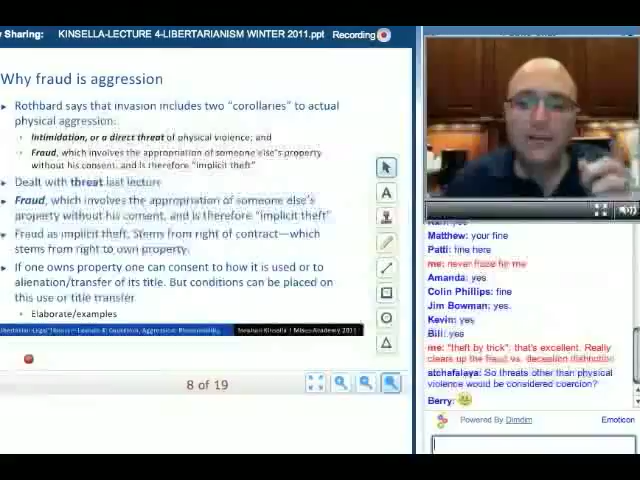 Sharing:
KINSELLA-LECTURE 4-LIBERTARIANISM WINTER 2011.ppt
Recording
Why fraud is aggression
Rothbard says that invasion includes two "corollaries" to actual
physical aggression:
Intimidation, or a direct threat of physical violence; and
Fraud, which involves the appropriation of someone else's property
without his consent, and is therefore "implicit theft"
Dealt with threat last lecture
Fraud, which involves the appropriation of someone else's
property without his consent, and is therefore "implicit theft"
Fraud as implicit theft, Stems from right of contract—which
stems from right to own property.
If one owns property one can consent to how it is used or to
alienation/transfer of its title. But conditions can be placed on
this use or title transfer
Elaborate/examples
8 of 19
yes
Matthew: your fine
Patti: fine here
me: never froze for me
Amanda: yes
Colin Phillips: fine
Jim Bowman: yes.
Kevin: yes
Bill: yes
me: "theft by trick". that's excellent. Really
clears up the fraud vs. deception distinction
atchafalaya: So threats other than physical
violence would be considered coercion?
Berry:
Powered By Dimdim
Emoticon